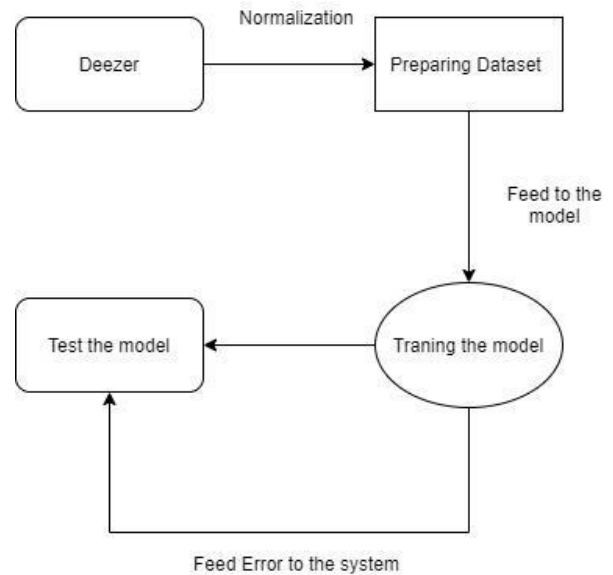 Normalization
Deezer
Preparing Dataset
Feed to the
model
Test the model
Traning the model
Feed Error to the system